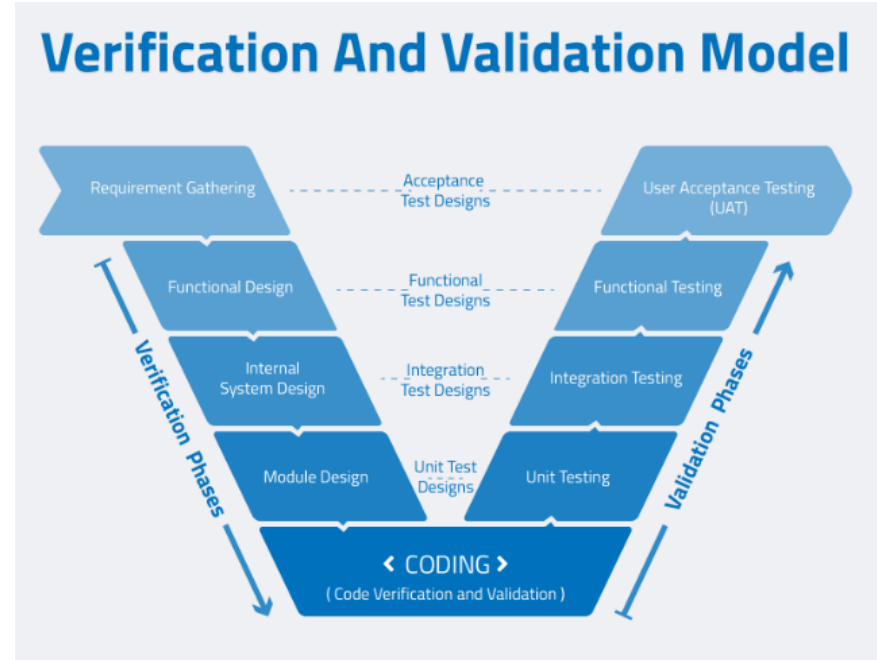 Verification And Validation Model
Requirement Gathering
Acceptance
Test Designs
User Acceptance Testing
(UAT)
Functional Design
Functional
Test Designs
Functional Testing
Internal
System Design
Integration
Test Designs
Integration Testing
Module Design
Unit Test
Designs
Unit Testing
Verification Phases
Validation Phases
< CODING >
( Code Verification and Validation )